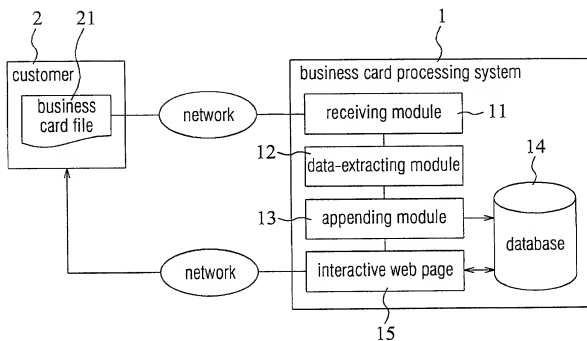 2
21
1
customer
business
card file
network
business card processing system
receiving module
11
12
data-extracting module
13
appending module
14
database
network
interactive web page
15